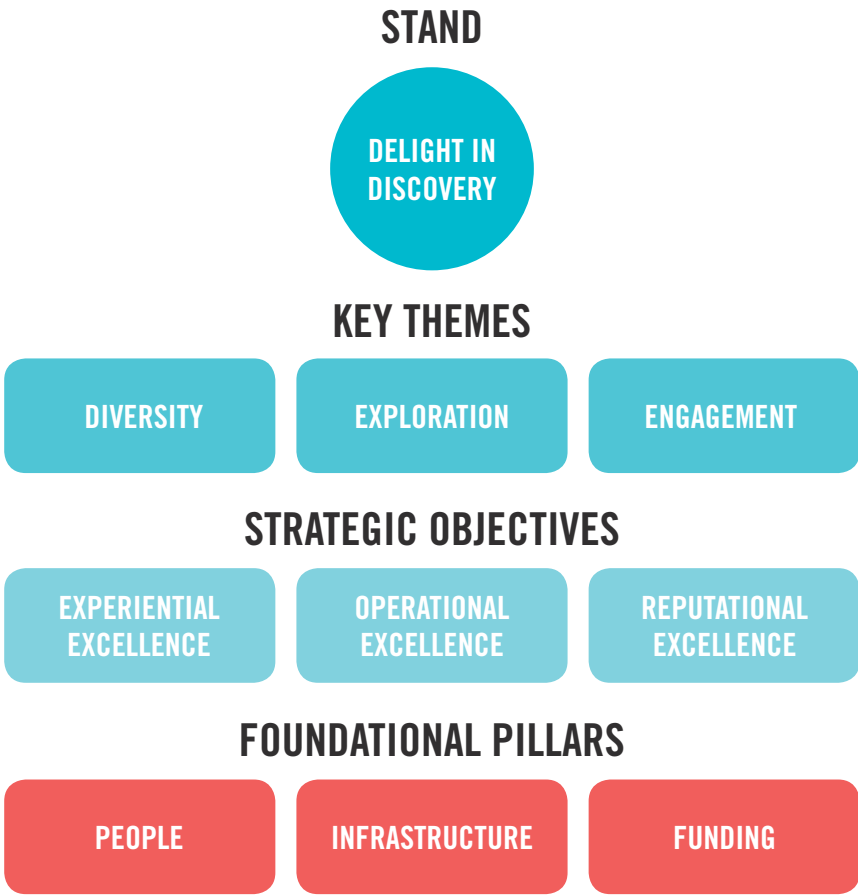 STAND
DELIGHT IN
DISCOVERY
KEY THEMES
DIVERSITY
EXPLORATION
ENGAGEMENT
STRATEGIC OBJECTIVES
EXPERIENTIAL
EXCELLENCE
OPERATIONAL
EXCELLENCE
REPUTATIONAL
EXCELLENCE
FOUNDATIONAL PILLARS
PEOPLE
INFRASTRUCTURE
FUNDING